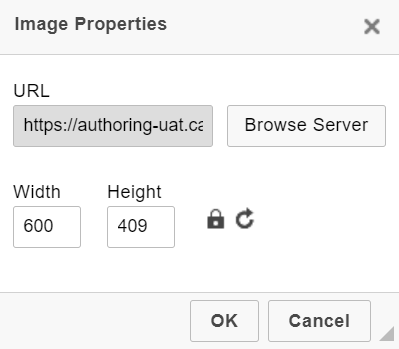 Image Properties
URL
https://authoring-uat.ca
Browse Server
Width Height
600 409
OK Cancel